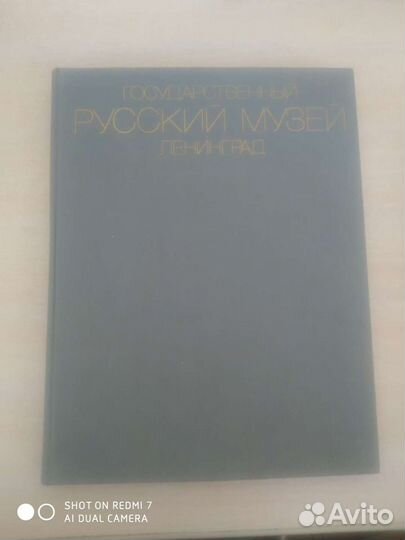 ГОСУДАРСТВЕННЫЙ
РУССКИЙ МУЗЕЙ
ЛЕНИНГРАД
SHOT ON REDMI 7
AI DUAL CAMERA
Avito